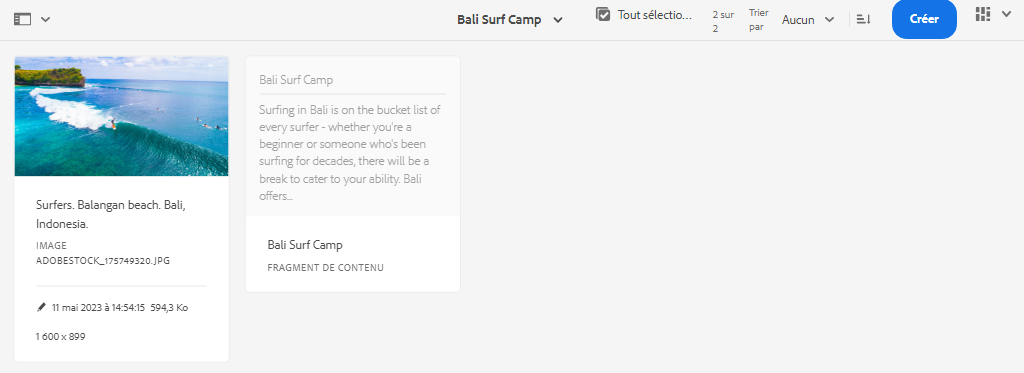 Bali Surf Camp
Tout sélectio...
2 sur
2
Trier
par
Aucun
Créer
Surfers. Balangan beach. Bali,
Indonesia.
IMAGE
ADOBESTOCK_175749320.JPG
11 mai 2023 à 14:54:15 594,3 Ko
1 600 x 899
Bali Surf Camp
Surfing in Bali is on the bucket list of
every surfer - whether you're a
beginner or someone who's been
surfing for decades, there will be a
break to cater to your ability. Bali
offers...
Bali Surf Camp
FRAGMENT DE CONTENU